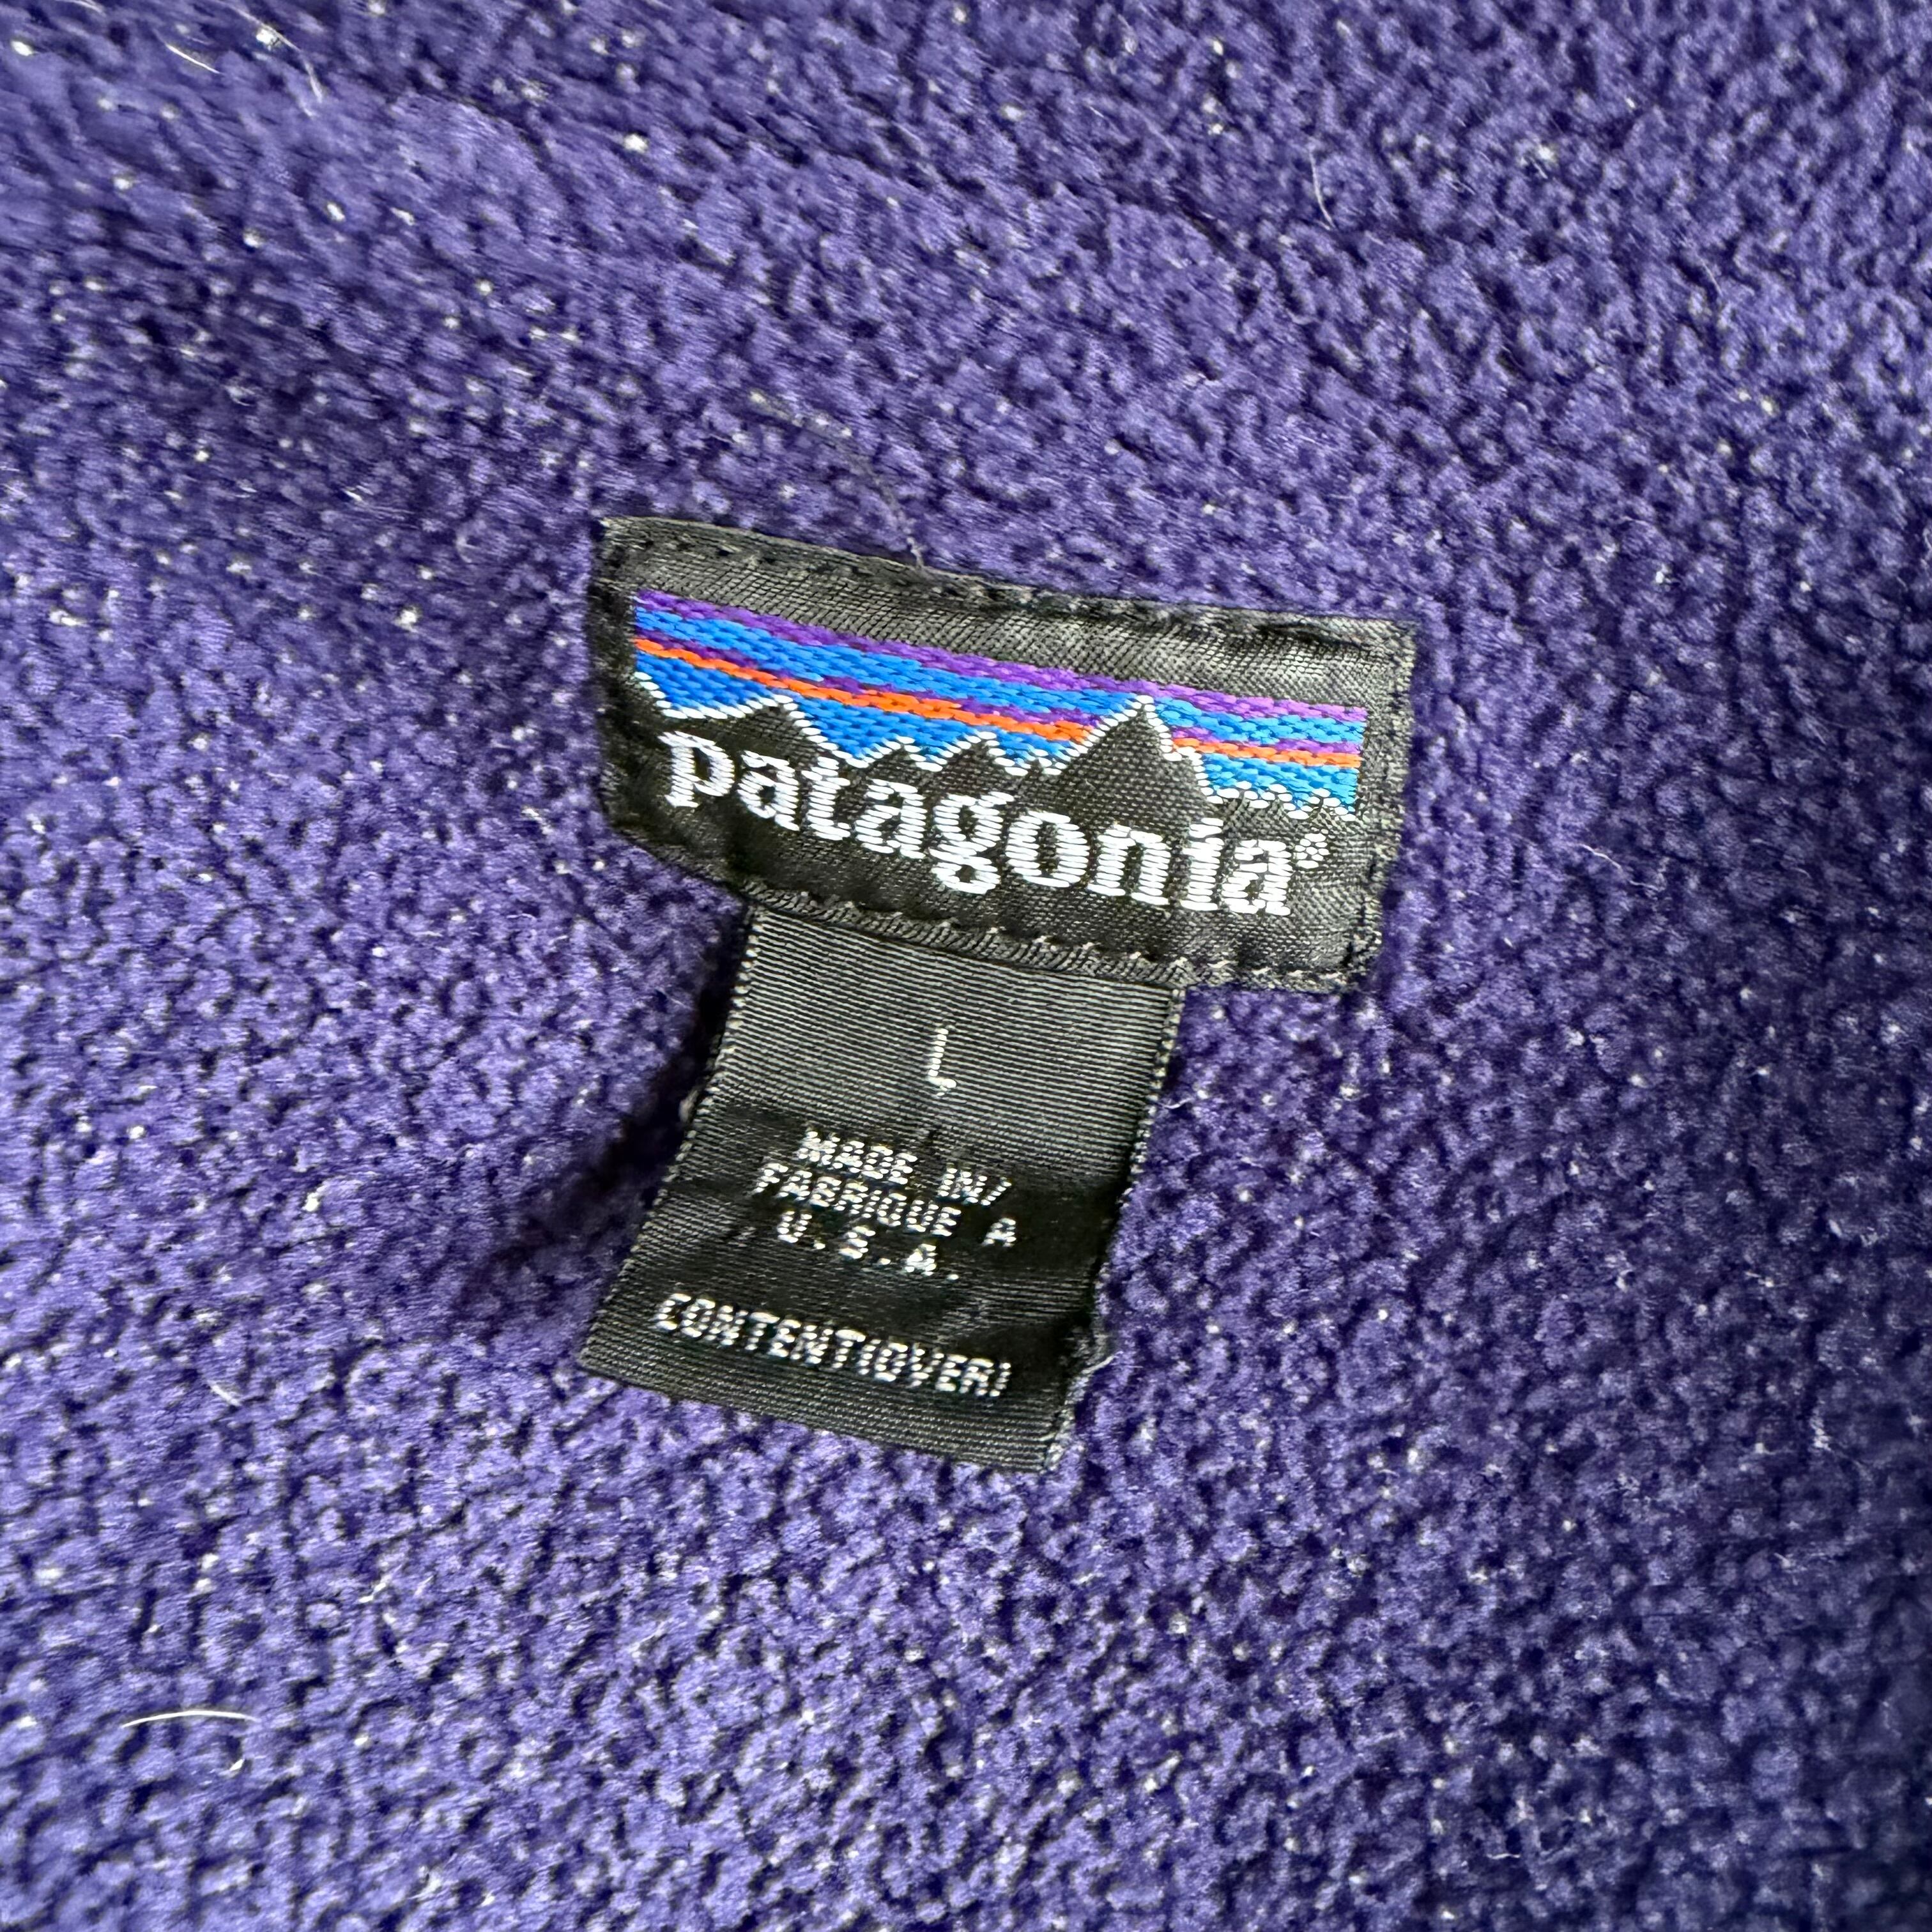 patagonia®
L
MADE IN/
FABRIQUE A
U.S.A.
CONTENT(OVER)